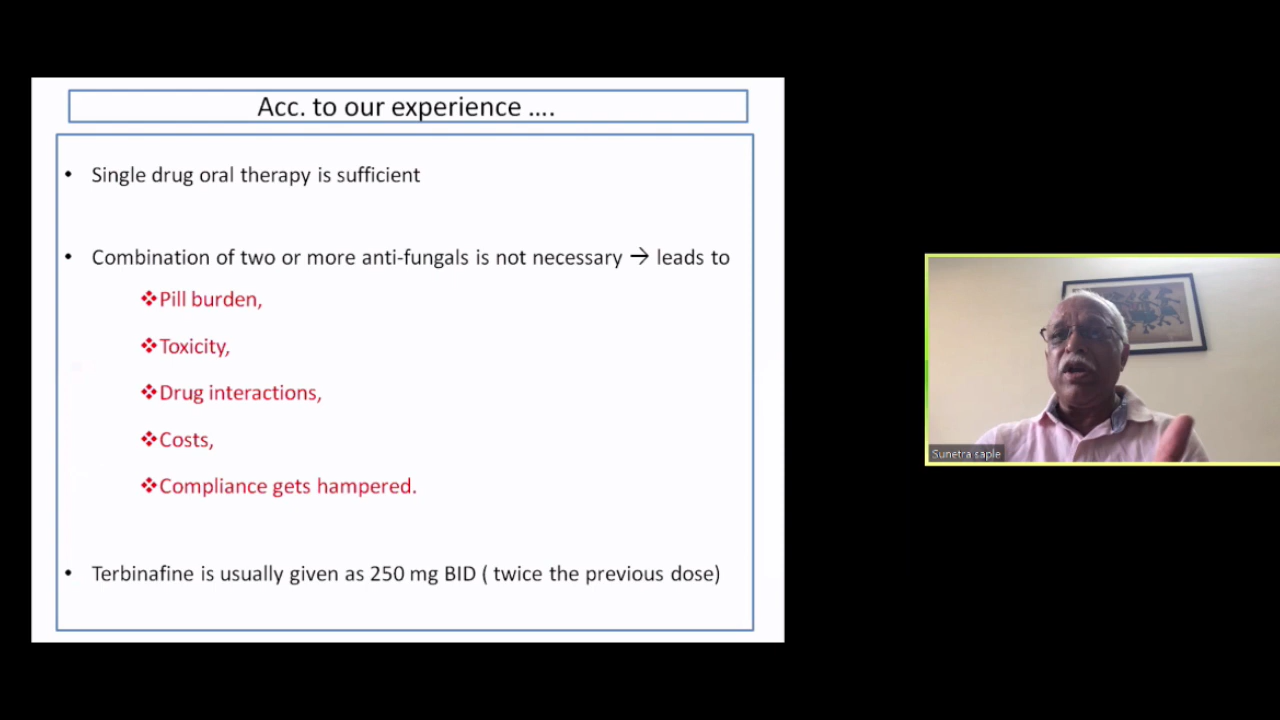 Acc. to our experience ….
• Single drug oral therapy is sufficient
• Combination of two or more anti-fungals is not necessary → leads to
❖Pill burden,
❖Toxicity,
❖Drug interactions,
❖Costs,
❖Compliance gets hampered.
• Terbinafine is usually given as 250 mg BID ( twice the previous dose)
Sunetra saple